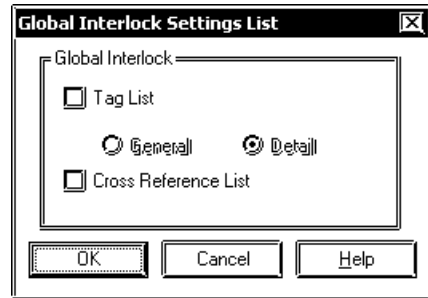 Global Interlock Settings List
Global Interlock
Tag List
General Detail
Cross Reference List
OK Cancel Help